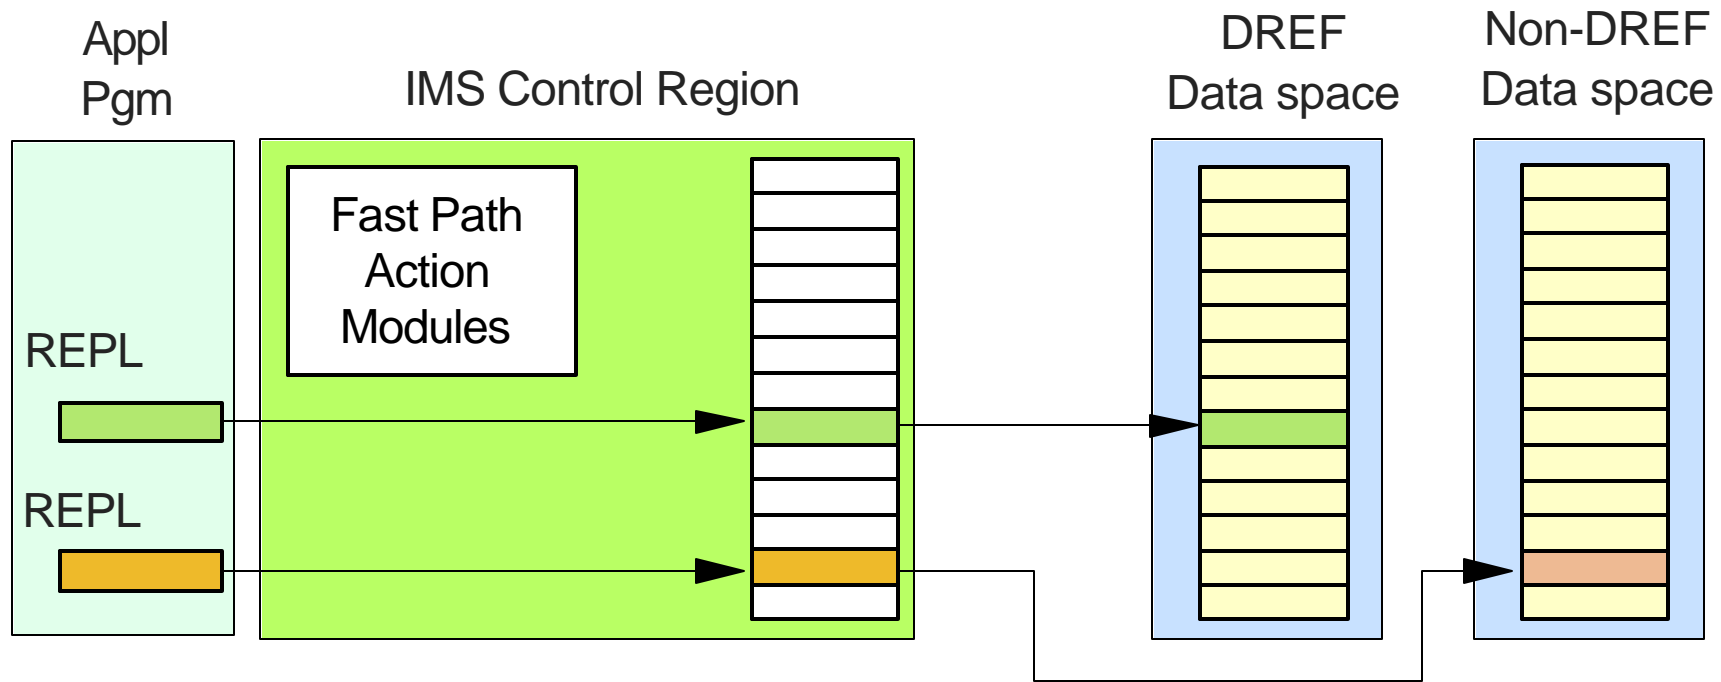 Appl
Pgm
IMS Control Region
DREF
Data space
Non-DREF
Data space
Fast Path
Action
Modules
REPL
REPL